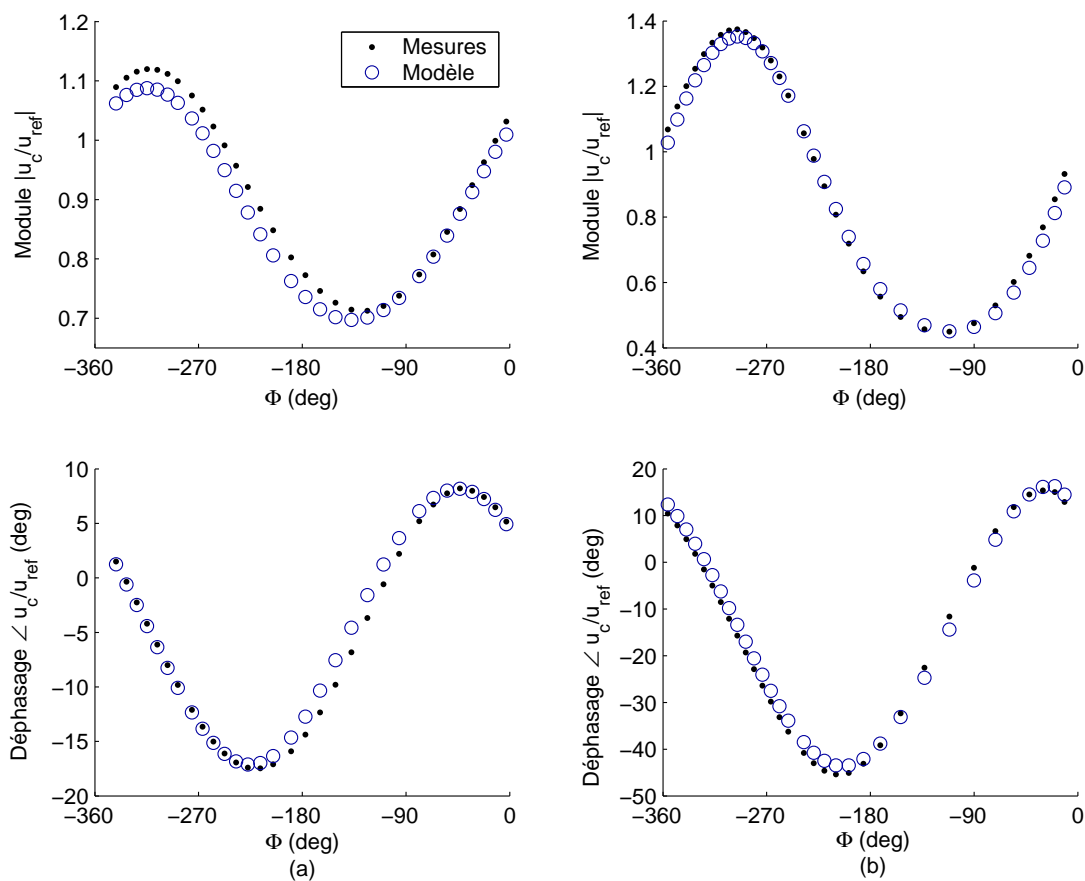 1.2
1.1
1
0.9
0.8
0.7
Module |u_c/u_ref|
−360 −270 −180 −90 0
Φ (deg)
Mesures
Modèle
1.4
1.2
1
0.8
0.6
0.4
Module |u_c/u_ref|
−360 −270 −180 −90 0
Φ (deg)
10
5
0
−5
−10
−15
−20
Déphasage ∠ u_c/u_ref (deg)
−360 −270 −180 −90 0
Φ (deg)
(a)
20
10
0
−10
−20
−30
−40
−50
Déphasage ∠ u_c/u_ref (deg)
−360 −270 −180 −90 0
Φ (deg)
(b)